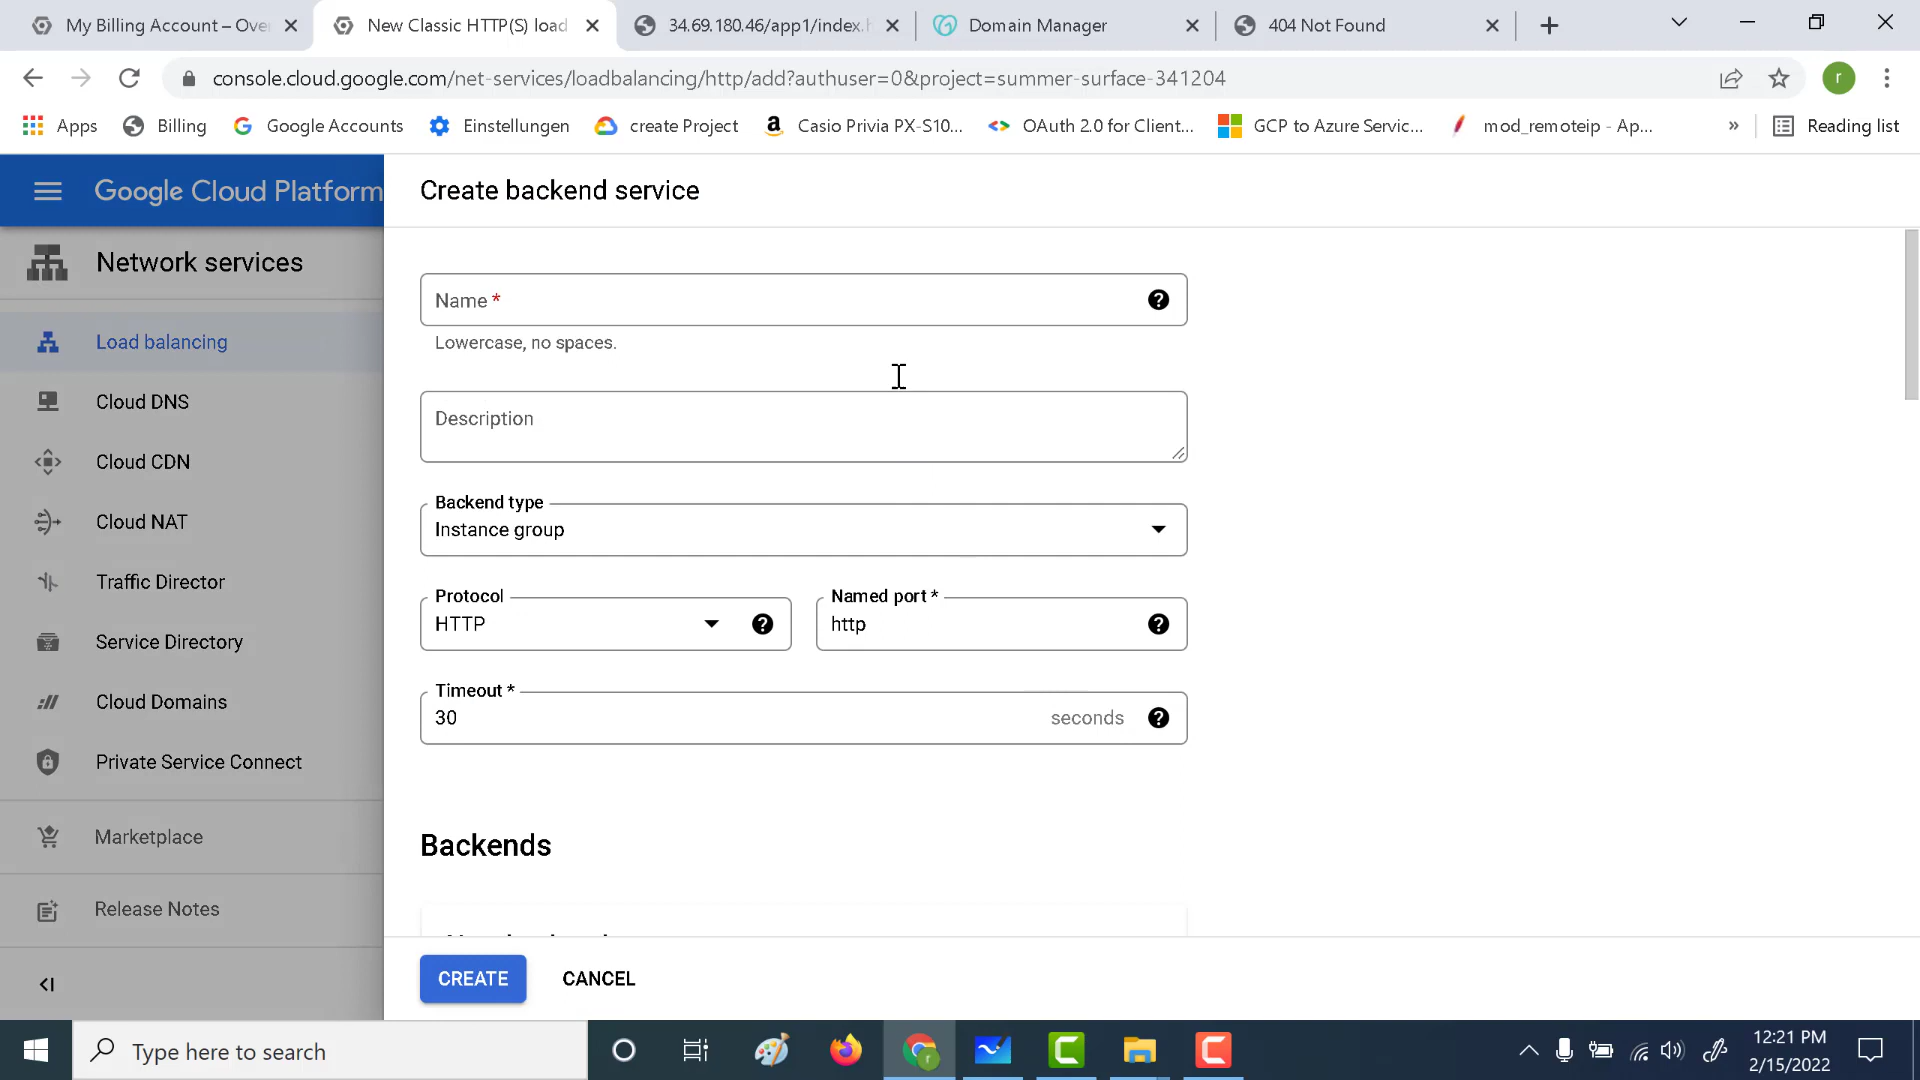 My Billing Account – Over
New Classic HTTP(S) load
34.69.180.46/app1/index.h
Domain Manager
404 Not Found
console.cloud.google.com/net-services/loadbalancing/http/add?authuser=0&project=summer-surface-341204
r
Apps
Billing
Google Accounts
Einstellungen
create Project
Casio Privia PX-S10...
OAuth 2.0 for Client...
GCP to Azure Servic...
mod_remoteip - Ap...
»
Reading list
Google Cloud Platform
Create backend service
Network services
Name *
Lowercase, no spaces.
Load balancing
Cloud DNS
Description
Cloud CDN
Backend type
Instance group
Cloud NAT
Traffic Director
Protocol
HTTP
Named port *
http
Service Directory
Timeout *
30
seconds
Cloud Domains
Private Service Connect
Marketplace
Backends
Release Notes
CREATE
CANCEL
Type here to search
12:21 PM
2/15/2022